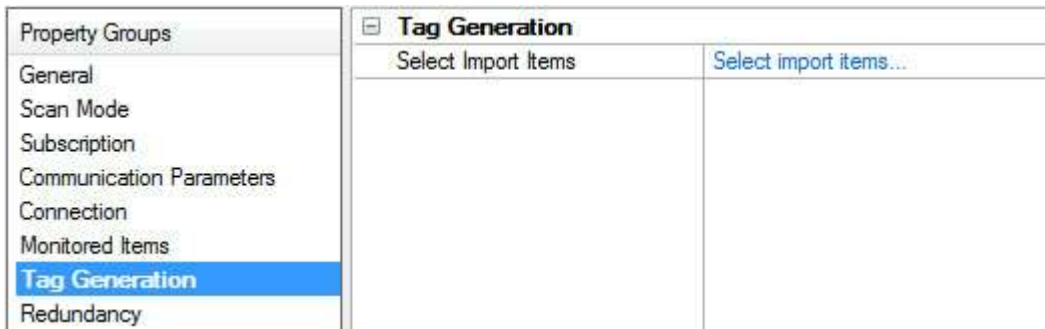 Property Groups
General
Scan Mode
Subscription
Communication Parameters
Connection
Monitored Items
Tag Generation
Redundancy
Tag Generation
Select Import Items Select import items...